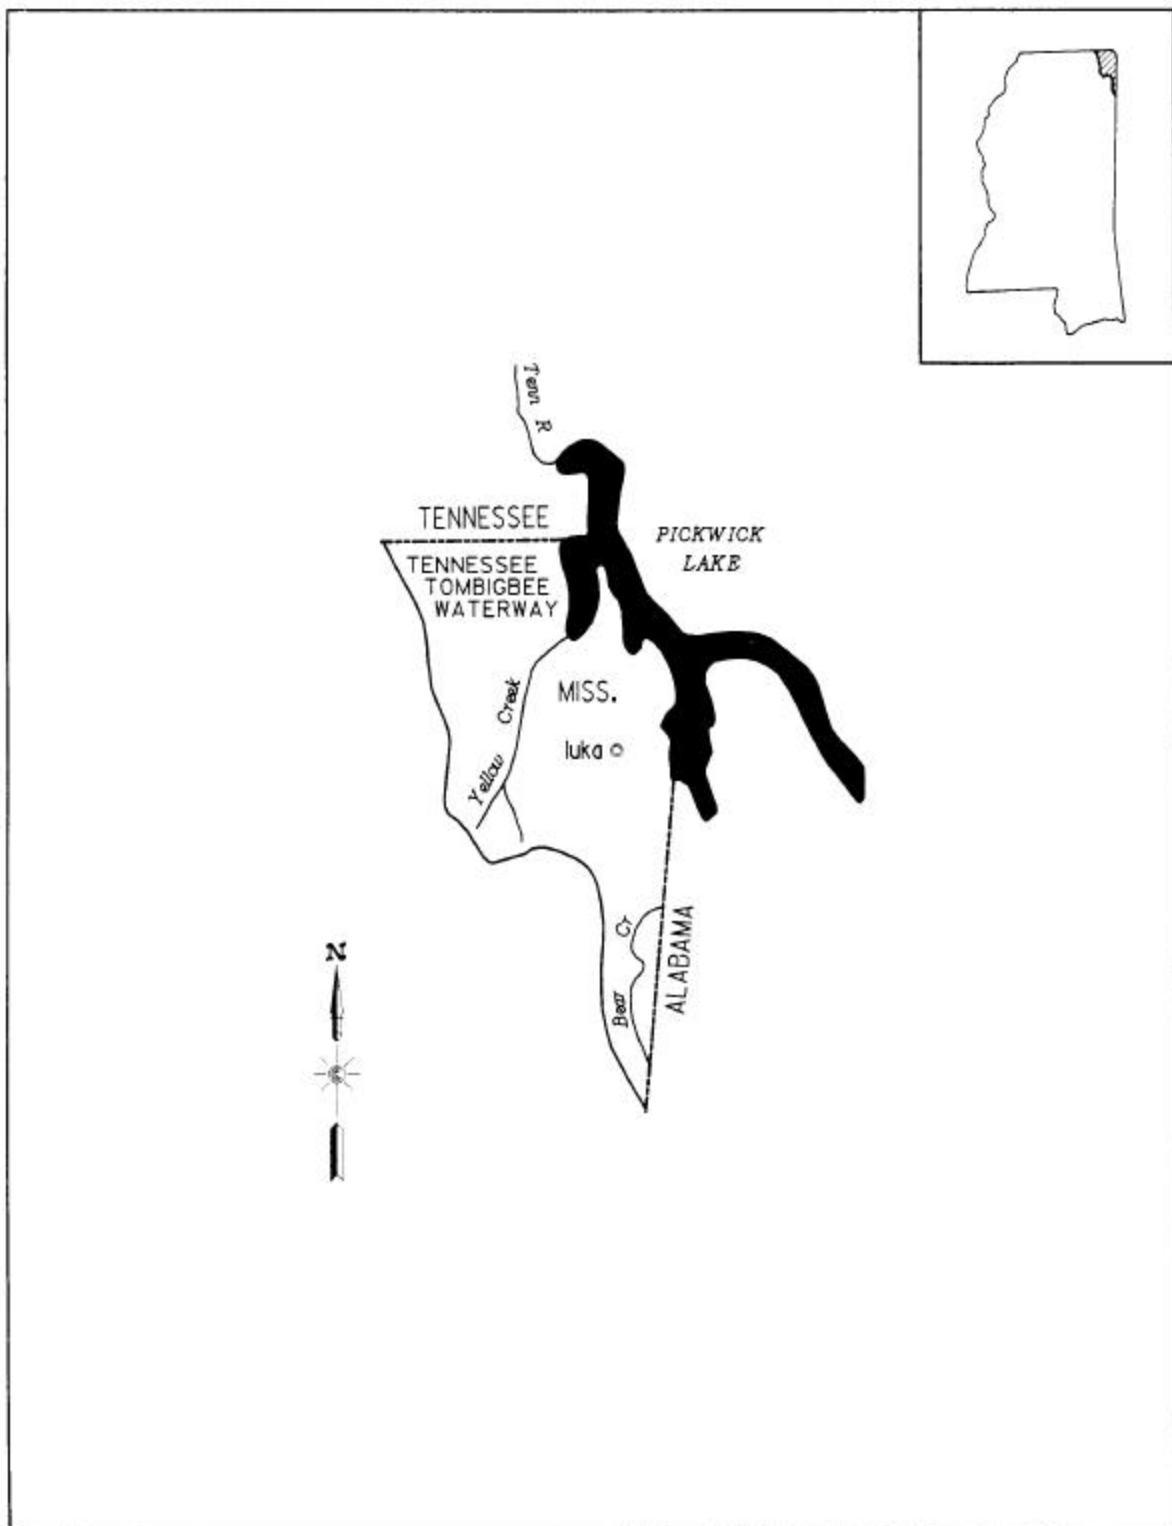 Tenn R
TENNESSEE
PICKWICK
LAKE
TENNESSEE
TOMBIGBEE
WATERWAY
MISS.
Iuka
Yellow Creek
Bear Cr
ALABAMA
N